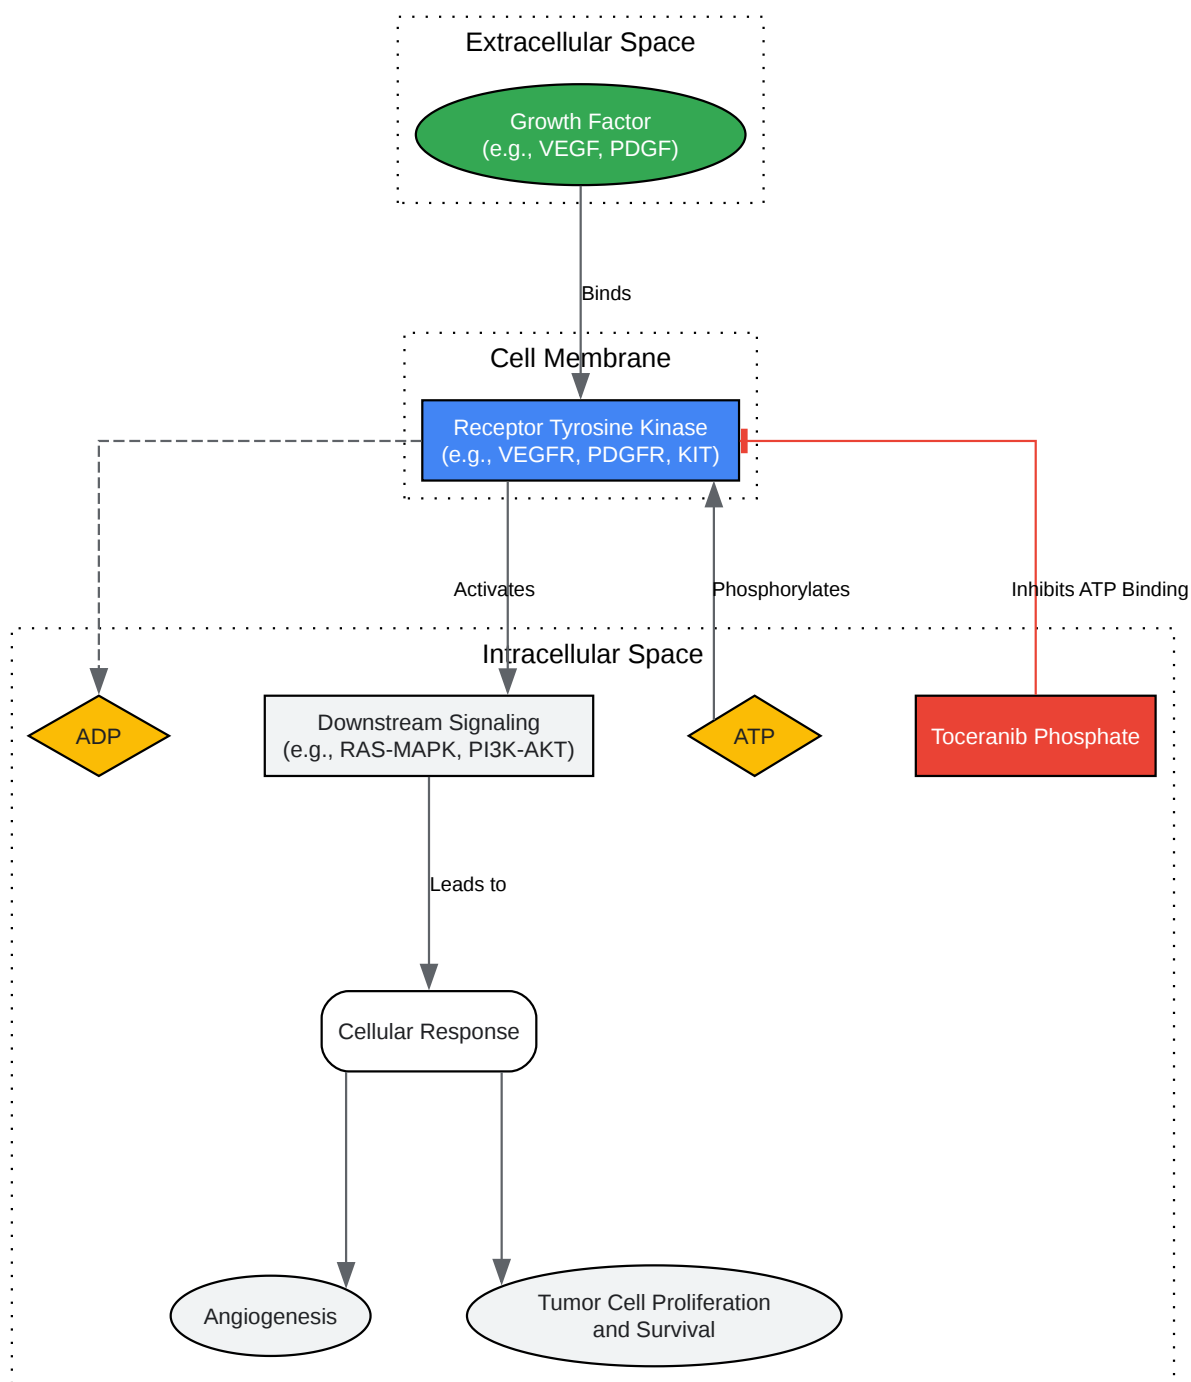 Extracellular Space
Growth Factor
(e.g., VEGF, PDGF)
Binds
Cell Membrane
Receptor Tyrosine Kinase
(e.g., VEGFR, PDGFR, KIT)
Activates
Phosphorylates
Inhibits ATP Binding
Intracellular Space
ADP
Downstream Signaling
(e.g., RAS-MAPK, PI3K-AKT)
ATP
Toceranib Phosphate
Leads to
Cellular Response
Angiogenesis
Tumor Cell Proliferation
and Survival